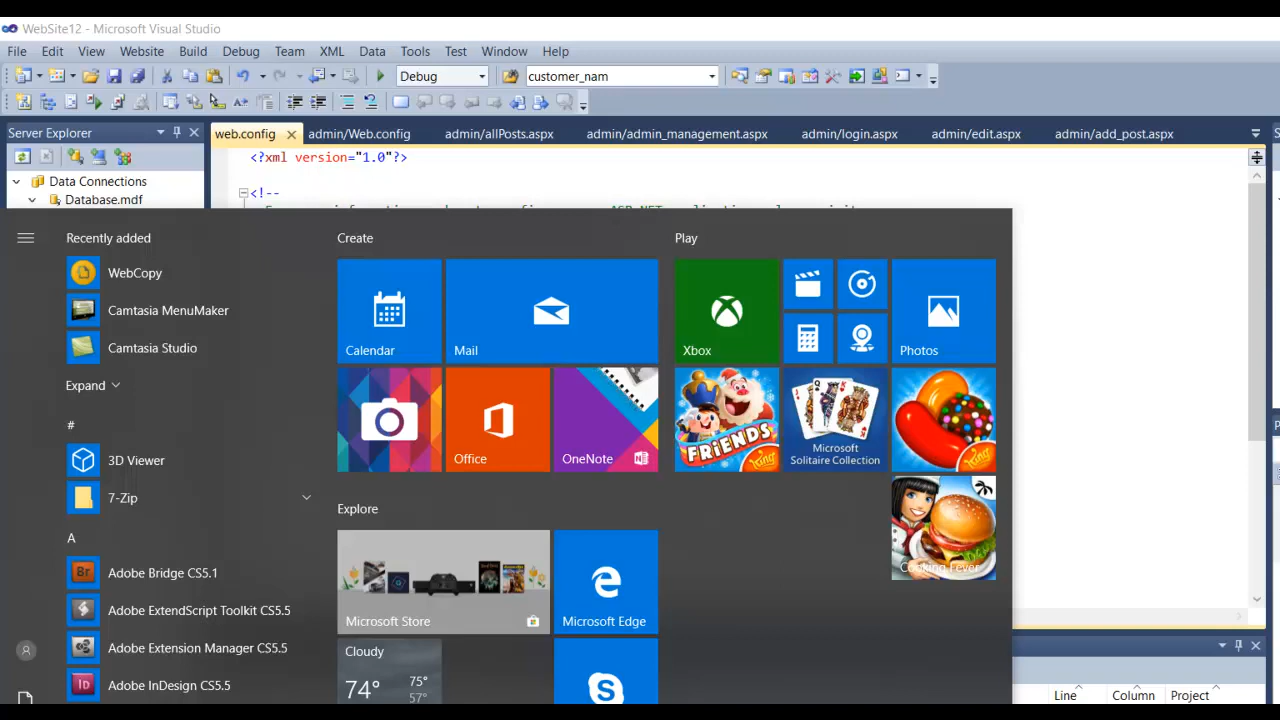 WebSite12 - Microsoft Visual Studio
File Edit View Website Build Debug Team XML Data Tools Test Window Help
Debug customer_nam
Server Explorer
web.config admin/Web.config admin/allPosts.aspx admin/admin_management.aspx admin/login.aspx admin/edit.aspx admin/add_post.aspx
<?xml version="1.0"?>
Data Connections
<!--
Database.mdf
Recently added
Create
Play
WebCopy
Camtasia MenuMaker
Camtasia Studio
Calendar
Mail
Xbox
Photos
Expand
#
3D Viewer
7-Zip
Office
OneNote
FRIENDS
King
Microsoft
Solitaire Collection
King
Explore
A
Adobe Bridge CS5.1
Adobe ExtendScript Toolkit CS5.5
Adobe Extension Manager CS5.5
Adobe InDesign CS5.5
Cooking Fever
Microsoft Store
Microsoft Edge
Cloudy
74° 75°
57°
Line Column Project